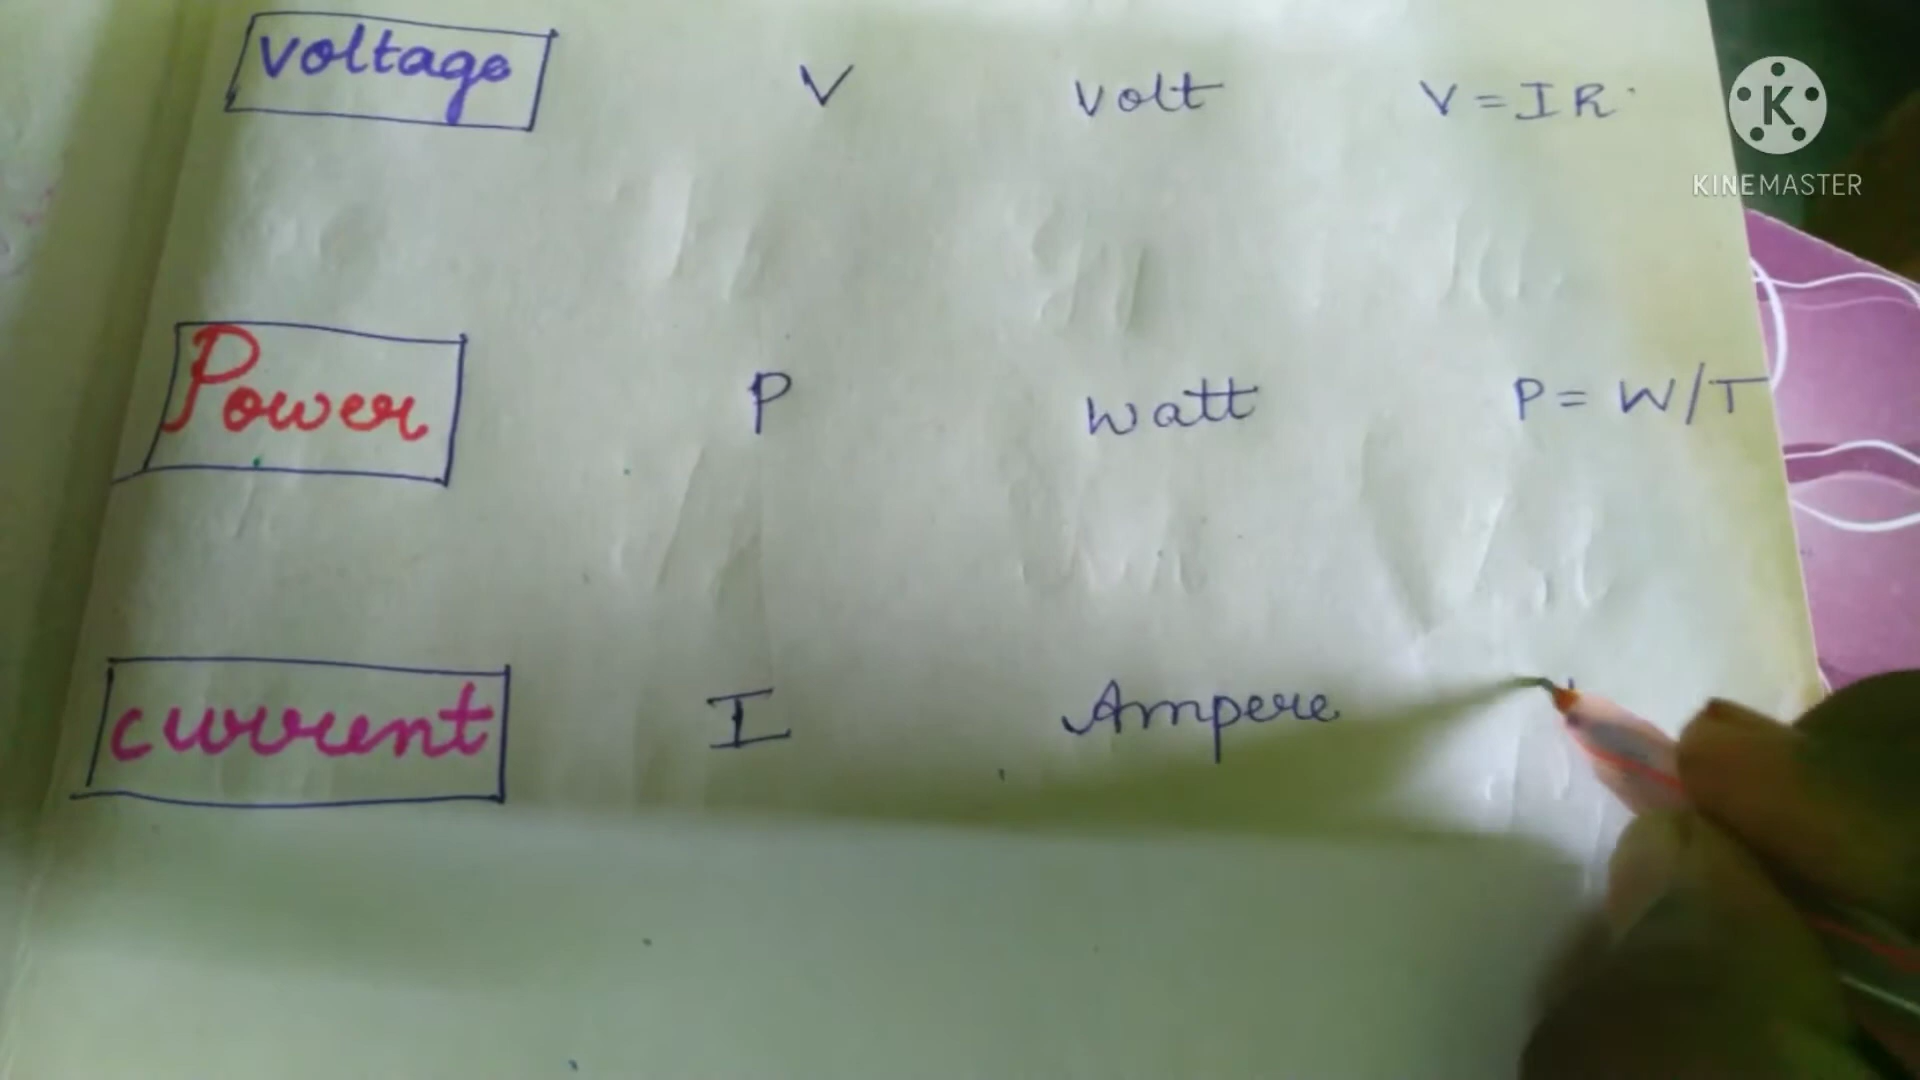 Voltage V Volt V = IR
KINEMASTER
Power P Watt P = W/T
current I Ampere